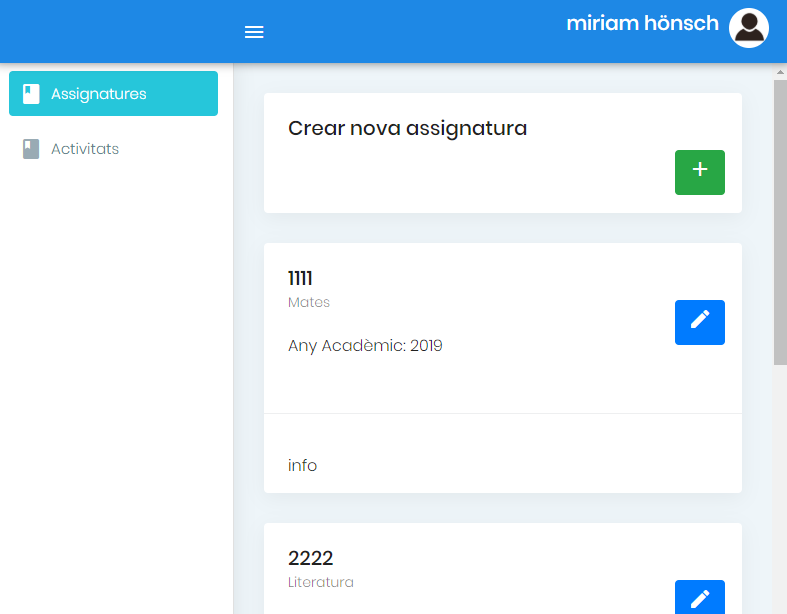 miriam hönsch
Assignatures
Activitats
Crear nova assignatura
1111
Mates
Any Acadèmic: 2019
info
2222
Literatura